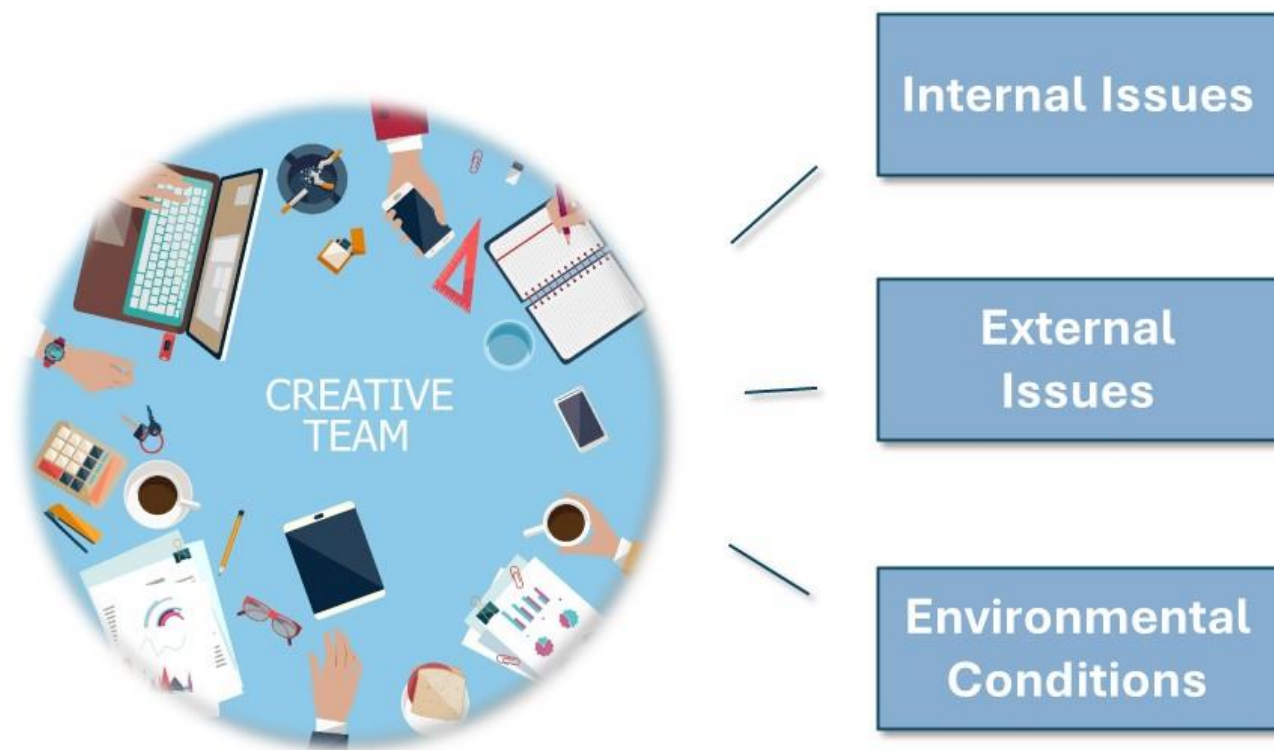 CREATIVE
TEAM
Internal Issues
External
Issues
Environmental
Conditions